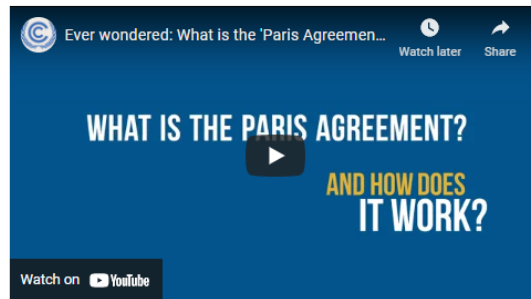 Ever wondered: What is the 'Paris Agreemen...
Watch later
Share
WHAT IS THE PARIS AGREEMENT?
AND HOW DOES
IT WORK?
Watch on YouTube